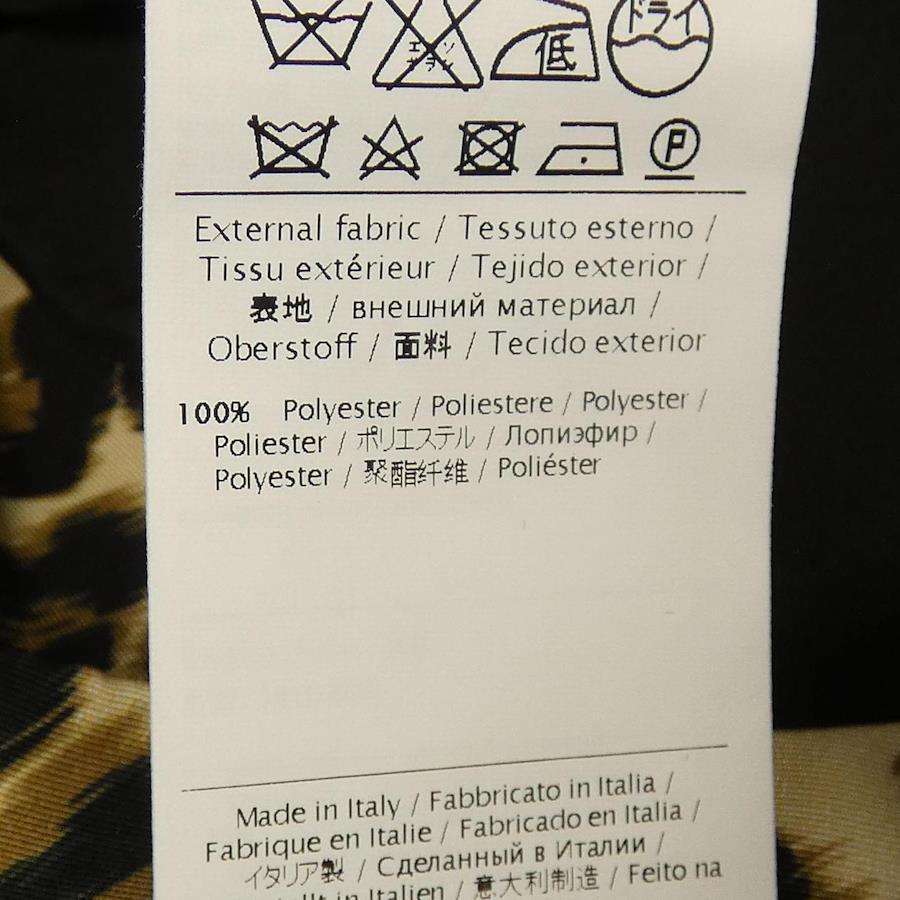 エンソ 低 ドライ
P
External fabric / Tessuto esterno /
Tissu extérieur / Tejido exterior /
表地 / внешний материал /
Oberstoff / 面料 / Tecido exterior
100% Polyester / Poliestere / Polyester /
Poliester / ポリエステル / Лопиэфир /
Polyester / 聚酯纤维 / Poliéster
Made in Italy / Fabbricato in Italia /
Fabrique en Italie / Fabricado en Italia /
イタリア製 / Сделанный в Италии /
in Italien / 意大利制造 / Feito na